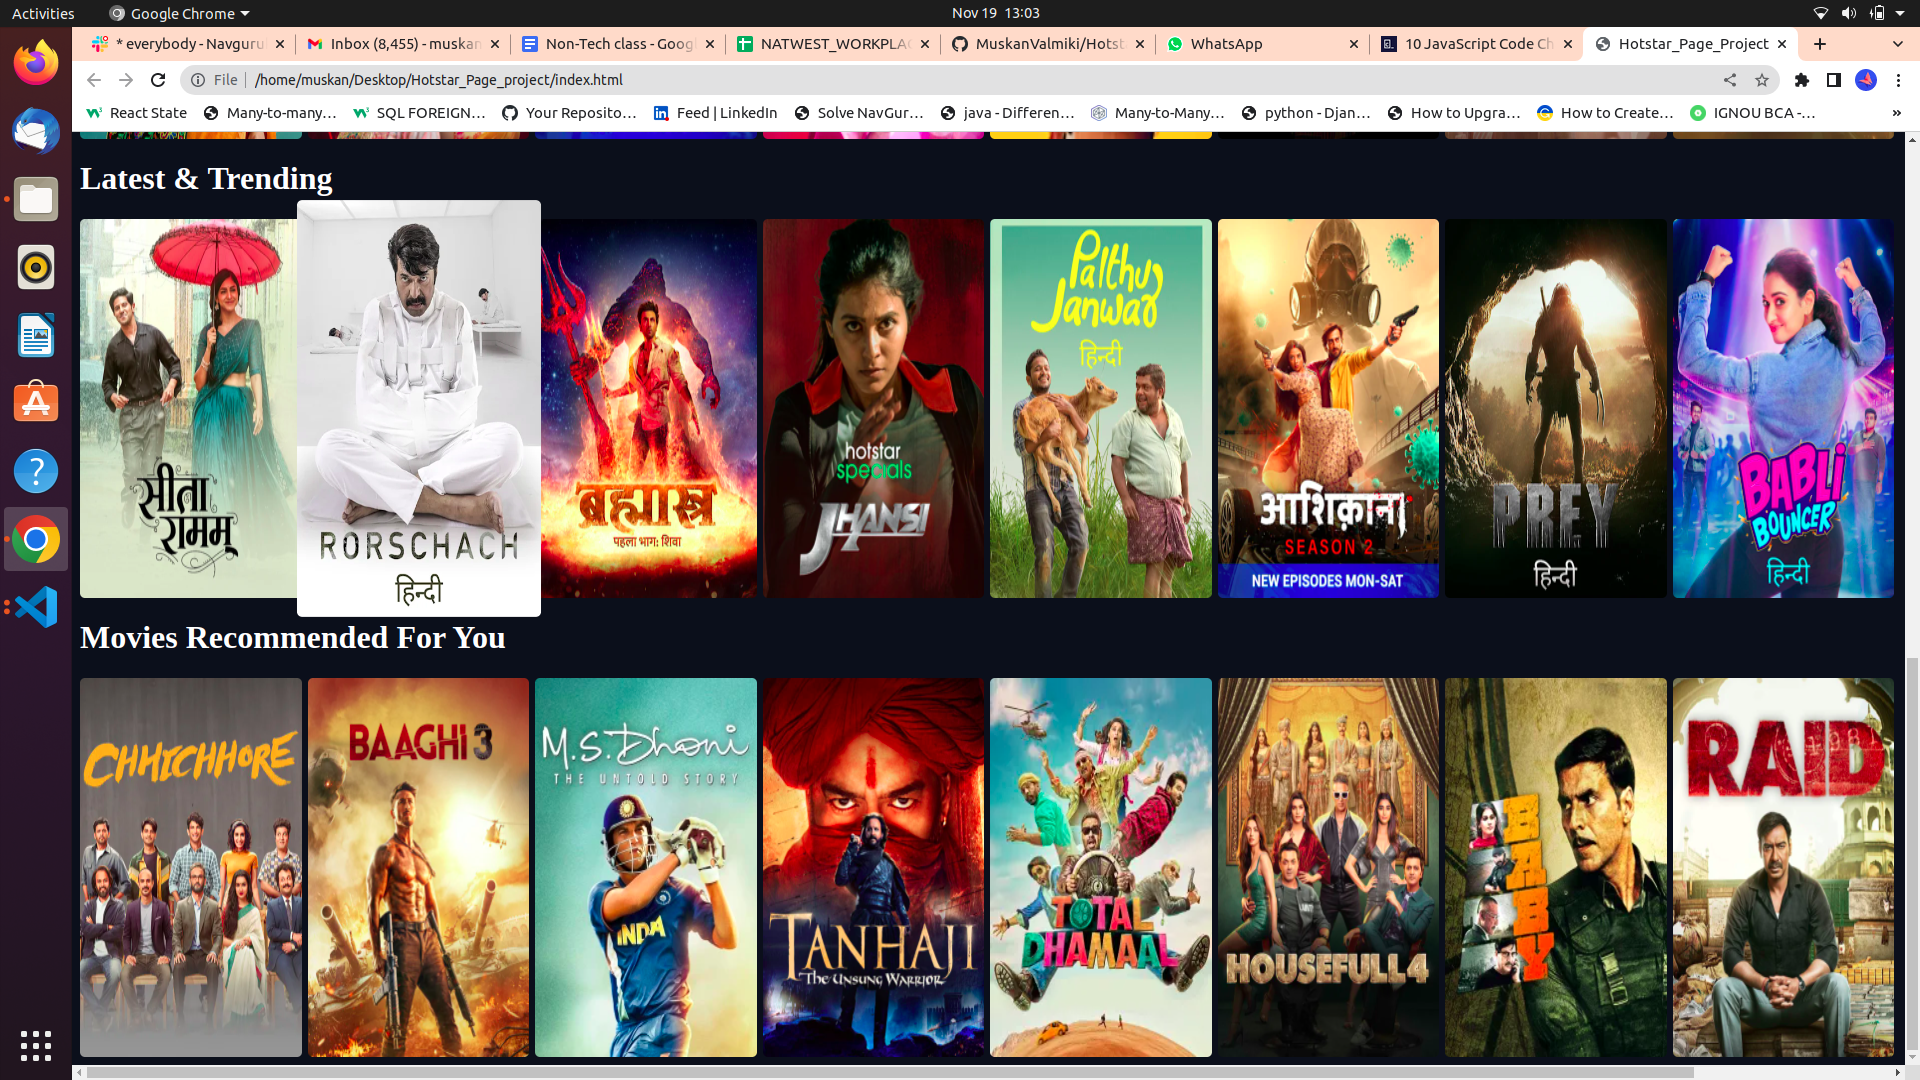 Activities
Google Chrome
Nov 19 13:03
* everybody - Navguru
Inbox (8,455) - muskan
Non-Tech class - Goog
NATWEST_WORKPLA
MuskanValmiki/Hotst
WhatsApp
10 JavaScript Code Ch
Hotstar_Page_Project
File
/home/muskan/Desktop/Hotstar_Page_project/index.html
React State
Many-to-many…
SQL FOREIGN…
Your Reposito…
Feed | LinkedIn
Solve NavGur…
java - Differen…
Many-to-Many…
python - Djan…
How to Upgra…
How to Create…
IGNOU BCA -…
»
Latest & Trending
सीता
रामम्
RORSCHACH
हिन्दी
ब्रह्मास्त्र
पहला भाग: शिवा
hotstar
specials
JHANSI
Palthu
Janwar
हिन्दी
आशिक़ाना
SEASON 2
NEW EPISODES MON-SAT
PREY
हिन्दी
BABLI
BOUNCER
हिन्दी
Movies Recommended For You
CHHICHHORE
BAAGHI 3
M.S.Dhoni
THE UNTOLD STORY
INDIA
TANHAJI
The Unsung Warrior
TOTAL
DHAMAAL
HOUSEFULL 4
BABY
RAID